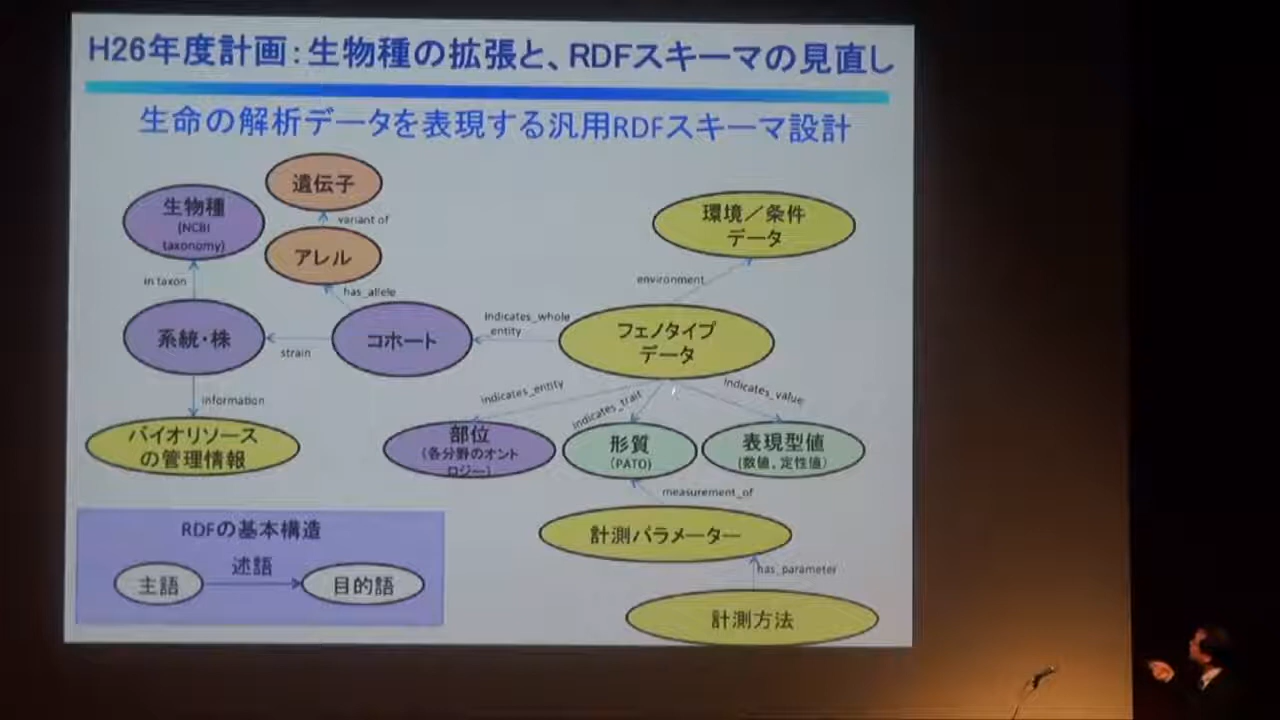 H26年度計画：生物種の拡張と、RDFスキーマの見直し
生命の解析データを表現する汎用RDFスキーマ設計
遺伝子
variant of
アレル
has_allele
生物種
(NCBI
taxonomy)
in taxon
系統・株
strain
コホート
indicates_whole
entity
フェノタイプ
データ
environment
環境／条件
データ
information
バイオリソース
の管理情報
indicates_entity
indicates_trait
indicates_value
部位
(各分野のオント
ロジー)
形質
(PATO)
表現型値
(数値、定性値)
measurement_of
計測パラメーター
has_parameter
計測方法
RDFの基本構造
主語
述語
目的語